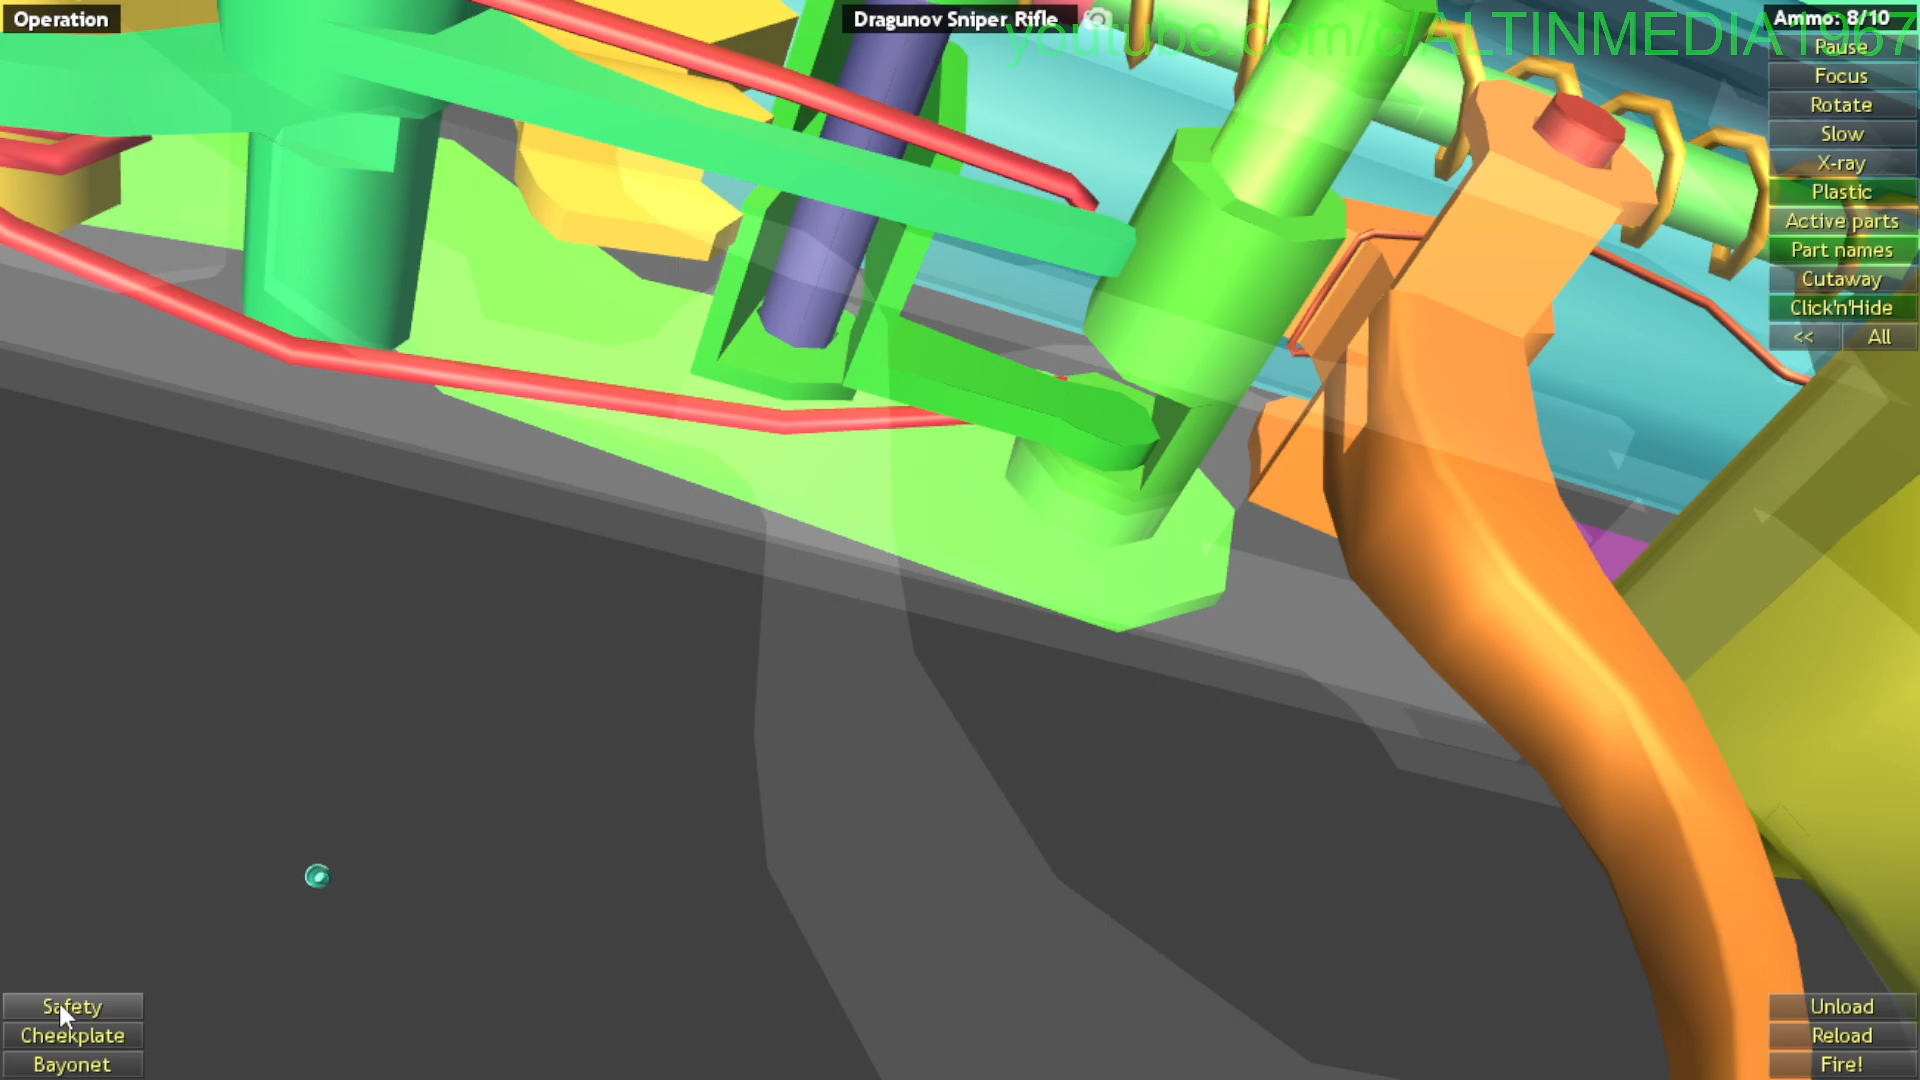 Operation
Dragunov Sniper Rifle
Ammo: 8/10
youtube.com/c/ALTINMEDIA1967
Pause
Focus
Rotate
Slow
X-ray
Plastic
Active parts
Part names
Cutaway
Click'n'Hide
<< All
Safety
Cheekplate
Bayonet
Unload
Reload
Fire!